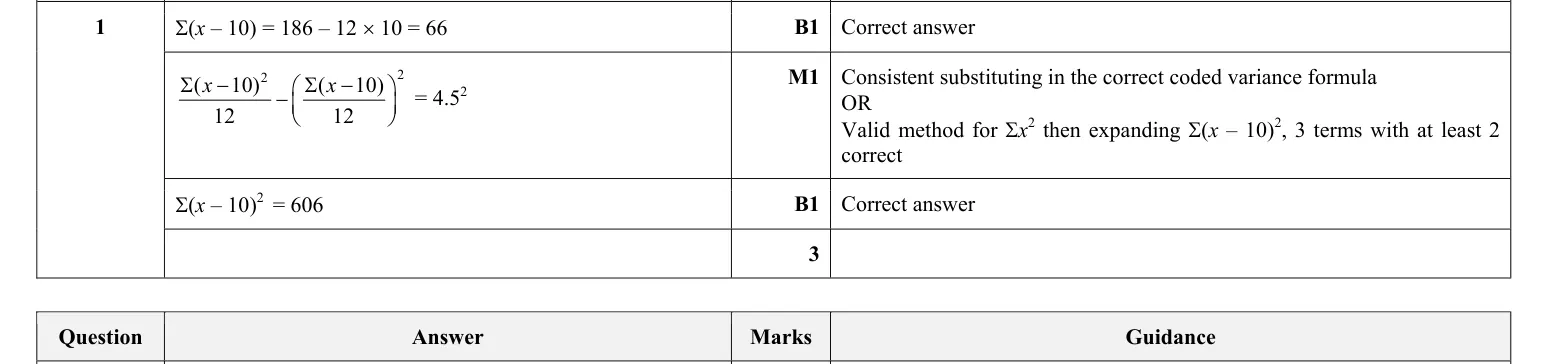 1 Σ(x – 10) = 186 – 12 × 10 = 66 B1 Correct answer
Σ(x−10)²/12 − (Σ(x−10)/12)² = 4.5² M1 Consistent substituting in the correct coded variance formula
OR
Valid method for Σx² then expanding Σ(x – 10)², 3 terms with at least 2
correct
Σ(x – 10)² = 606 B1 Correct answer
3
Question Answer Marks Guidance